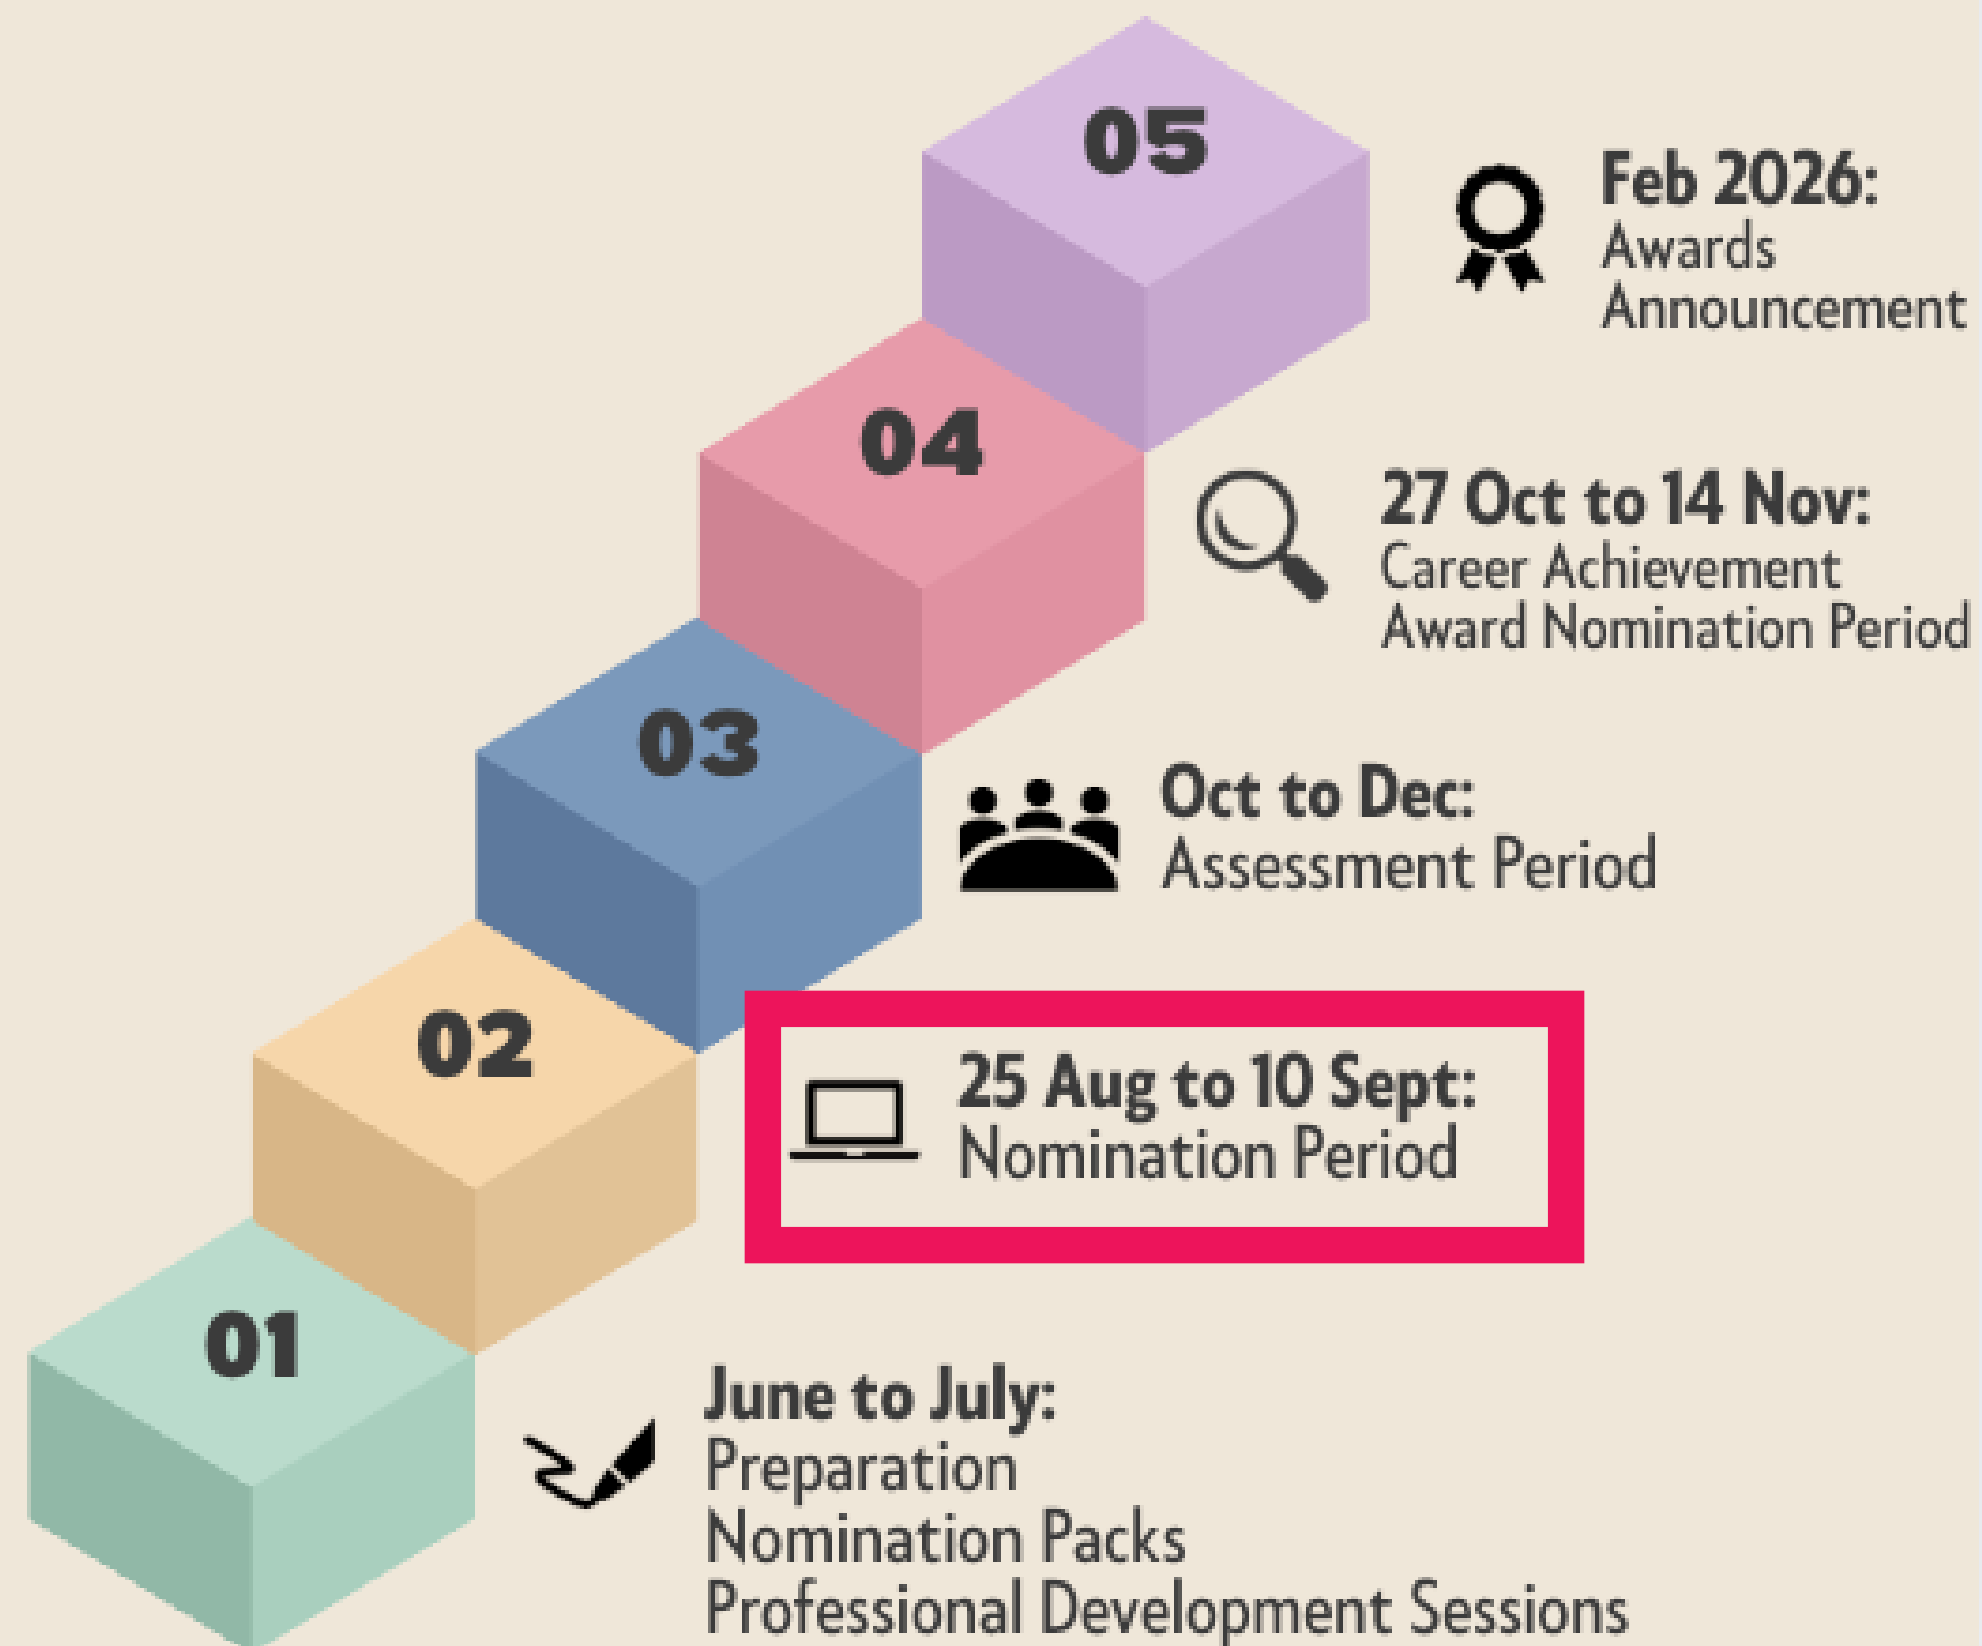 05
Feb 2026:
Awards
Announcement
04
27 Oct to 14 Nov:
Career Achievement
Award Nomination Period
03
Oct to Dec:
Assessment Period
02
25 Aug to 10 Sept:
Nomination Period
01
June to July:
Preparation
Nomination Packs
Professional Development Sessions